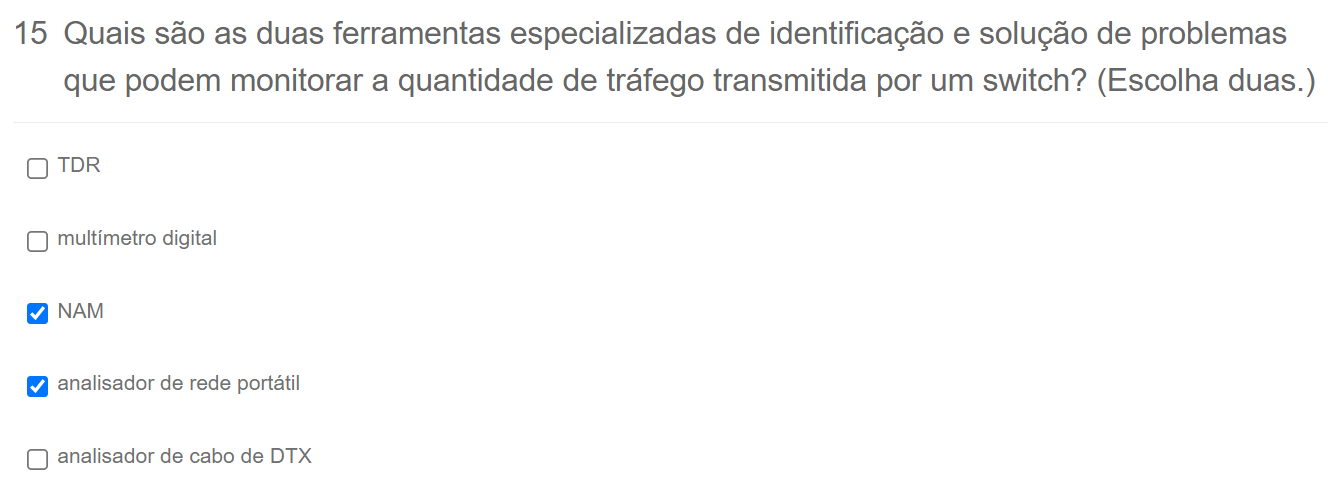 15 Quais são as duas ferramentas especializadas de identificação e solução de problemas
que podem monitorar a quantidade de tráfego transmitida por um switch? (Escolha duas.)
TDR
multímetro digital
NAM
analisador de rede portátil
analisador de cabo de DTX